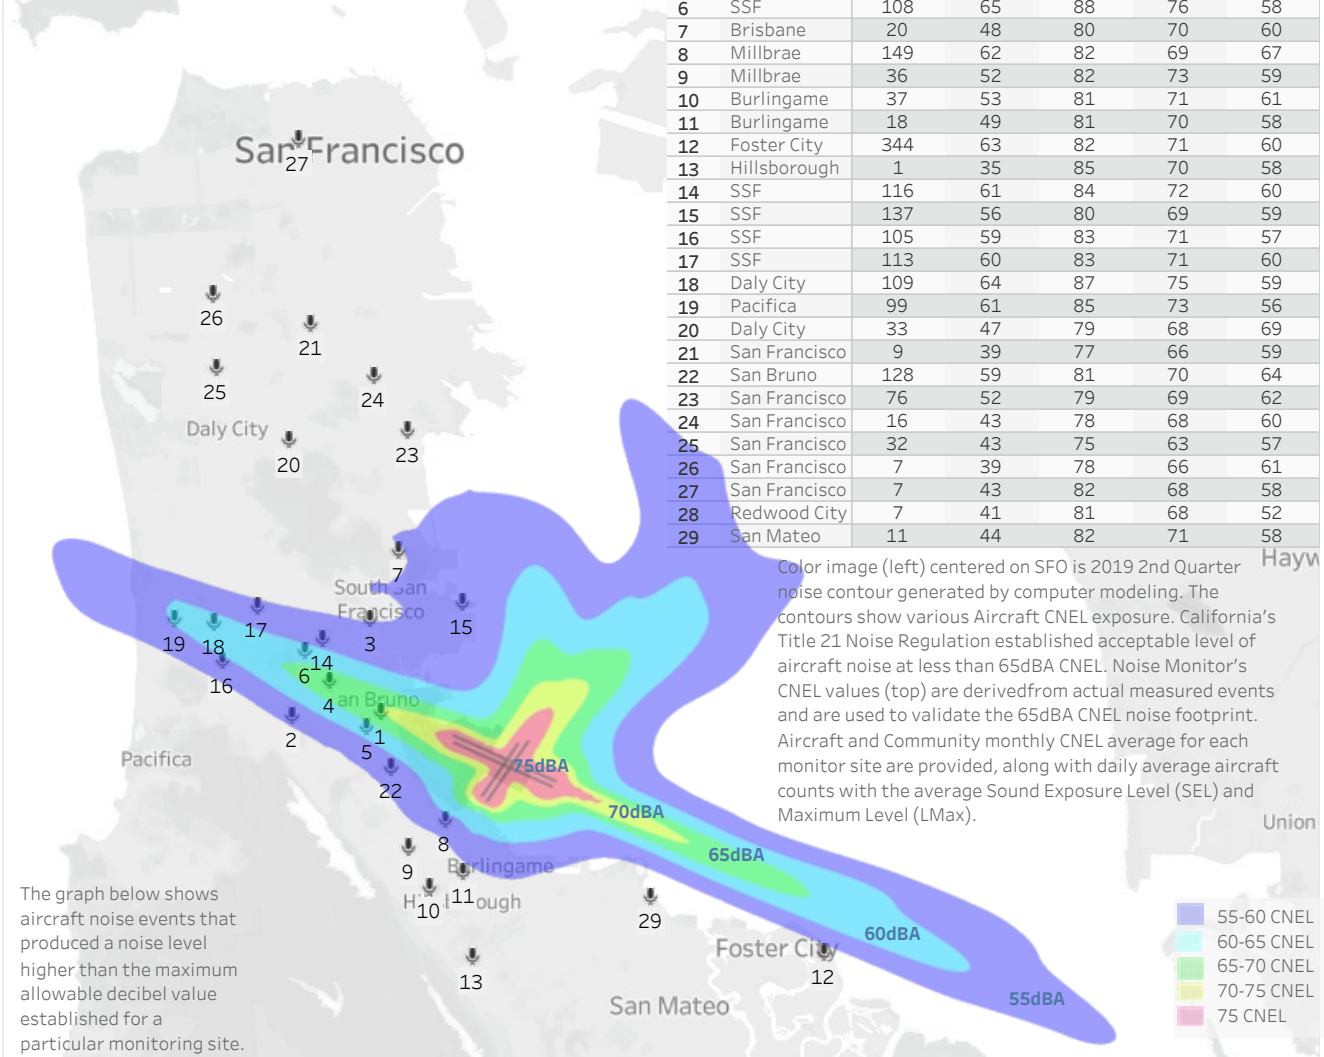 6 SSF 108 65 88 76 58
7 Brisbane 20 48 80 70 60
8 Millbrae 149 62 82 69 67
9 Millbrae 36 52 82 73 59
10 Burlingame 37 53 81 71 61
11 Burlingame 18 49 81 70 58
12 Foster City 344 63 82 71 60
13 Hillsborough 1 35 85 70 58
14 SSF 116 61 84 72 60
15 SSF 137 56 80 69 59
16 SSF 105 59 83 71 57
17 SSF 113 60 83 71 60
18 Daly City 109 64 87 75 59
19 Pacifica 99 61 85 73 56
20 Daly City 33 47 79 68 69
21 San Francisco 9 39 77 66 59
22 San Bruno 128 59 81 70 64
23 San Francisco 76 52 79 69 62
24 San Francisco 16 43 78 68 60
25 San Francisco 32 43 75 63 57
26 San Francisco 7 39 78 66 61
27 San Francisco 7 43 82 68 58
28 Redwood City 7 41 81 68 52
29 San Mateo 11 44 82 71 58
San Francisco
27
26
21
25
24
Daly City
20
23
7
South San
Francisco
19
18
17
14
3
15
16
6
4
an Bruno
2
5
1
Pacifica
22
75dBA
70dBA
8
65dBA
9
Burlingame
11
10
H ough
29
60dBA
Foster City
13
12
San Mateo
55dBA
Hayw
Union
Color image (left) centered on SFO is 2019 2nd Quarter
noise contour generated by computer modeling. The
contours show various Aircraft CNEL exposure. California's
Title 21 Noise Regulation established acceptable level of
aircraft noise at less than 65dBA CNEL. Noise Monitor's
CNEL values (top) are derivedfrom actual measured events
and are used to validate the 65dBA CNEL noise footprint.
Aircraft and Community monthly CNEL average for each
monitor site are provided, along with daily average aircraft
counts with the average Sound Exposure Level (SEL) and
Maximum Level (LMax).
The graph below shows
aircraft noise events that
produced a noise level
higher than the maximum
allowable decibel value
established for a
particular monitoring site.
55-60 CNEL
60-65 CNEL
65-70 CNEL
70-75 CNEL
75 CNEL